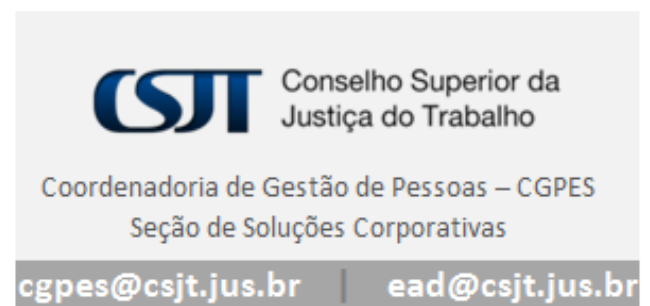 CSJT Conselho Superior da
Justiça do Trabalho
Coordenadoria de Gestão de Pessoas – CGPES
Seção de Soluções Corporativas
cgpes@csjt.jus.br | ead@csjt.jus.br